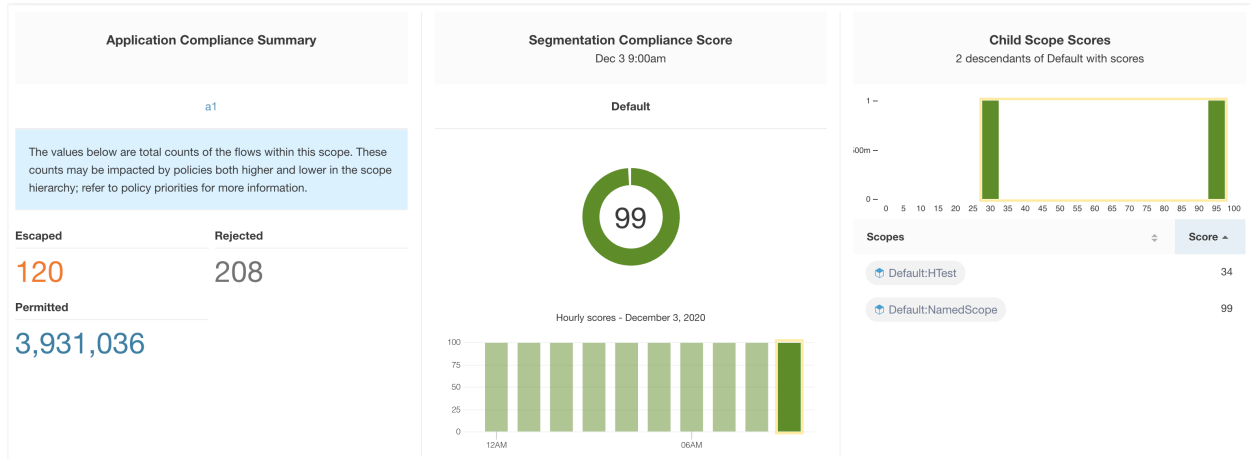 Application Compliance Summary
a1
The values below are total counts of the flows within this scope. These
counts may be impacted by policies both higher and lower in the scope
hierarchy; refer to policy priorities for more information.
Escaped
Rejected
120
208
Permitted
3,931,036
Segmentation Compliance Score
Dec 3 9:00am
Default
99
Hourly scores - December 3, 2020
100
75
50
25
0
12AM
06AM
Child Scope Scores
2 descendants of Default with scores
1
500m
0
0 5 10 15 20 25 30 35 40 45 50 55 60 65 70 75 80 85 90 95 100
Scopes
Score
Default:HTest
34
Default:NamedScope
99